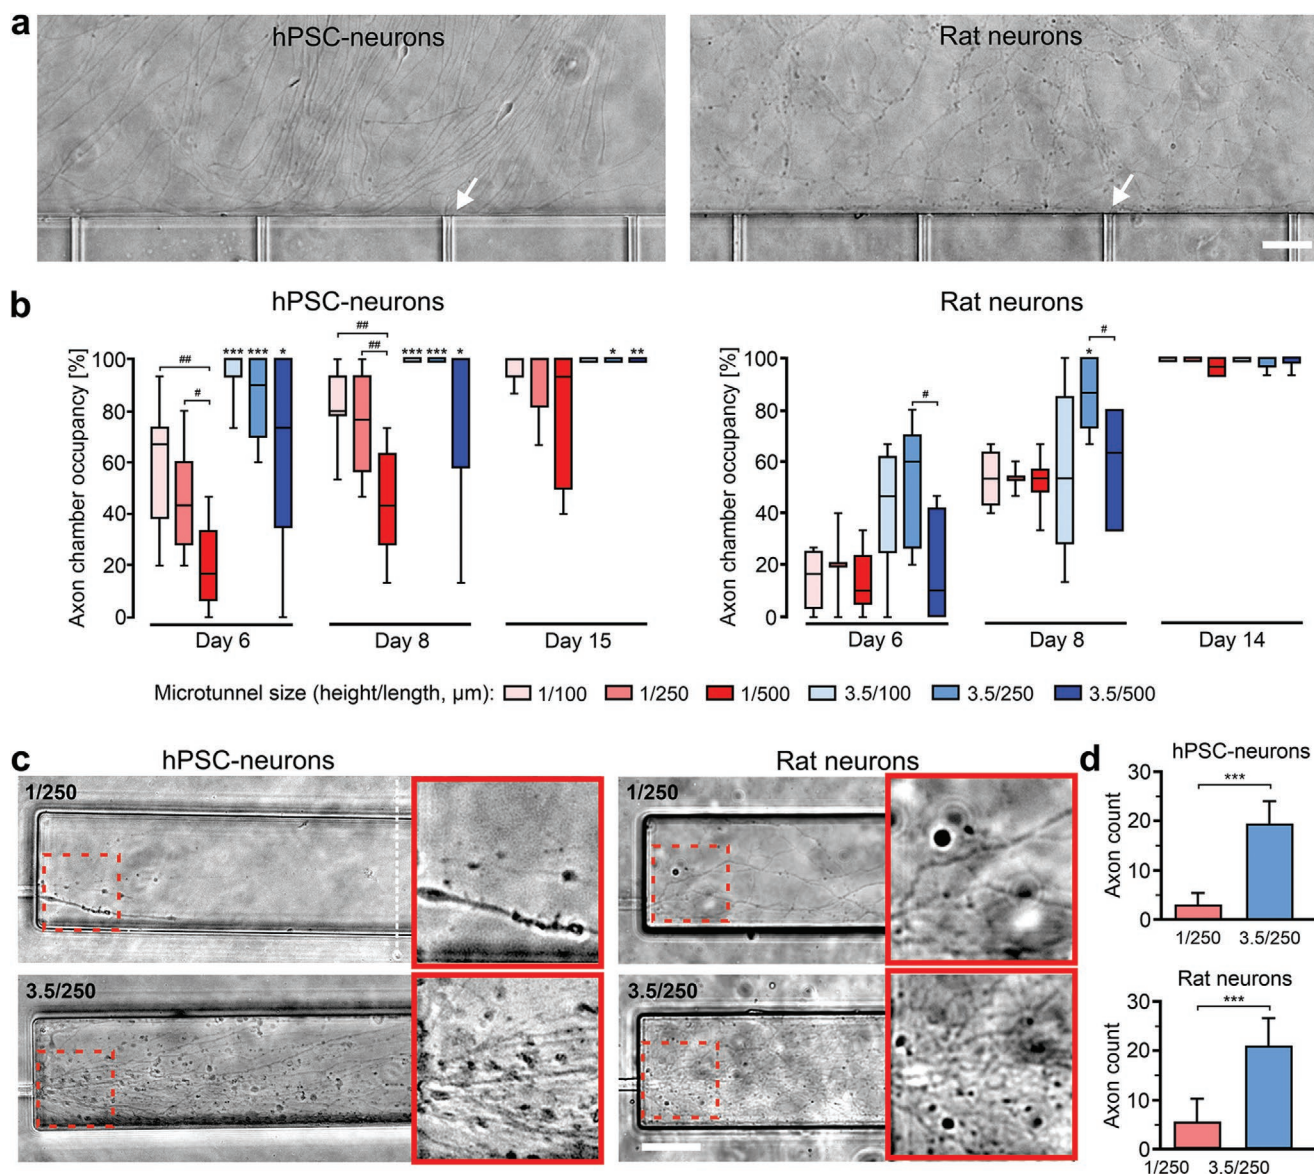 a
hPSC-neurons
Rat neurons
b
hPSC-neurons
Rat neurons
Axon chamber occupancy [%]
100
80
60
40
20
0
##
#
***
***
*
##
##
***
***
*
*
**
Day 6
Day 8
Day 15
Axon chamber occupancy [%]
100
80
60
40
20
0
#
*
#
Day 6
Day 8
Day 14
Microtunnel size (height/length, µm): 1/100 1/250 1/500 3.5/100 3.5/250 3.5/500
c
hPSC-neurons
Rat neurons
1/250
1/250
3.5/250
3.5/250
d
hPSC-neurons
Axon count
30
20
10
0
***
1/250 3.5/250
Rat neurons
Axon count
30
20
10
0
***
1/250 3.5/250